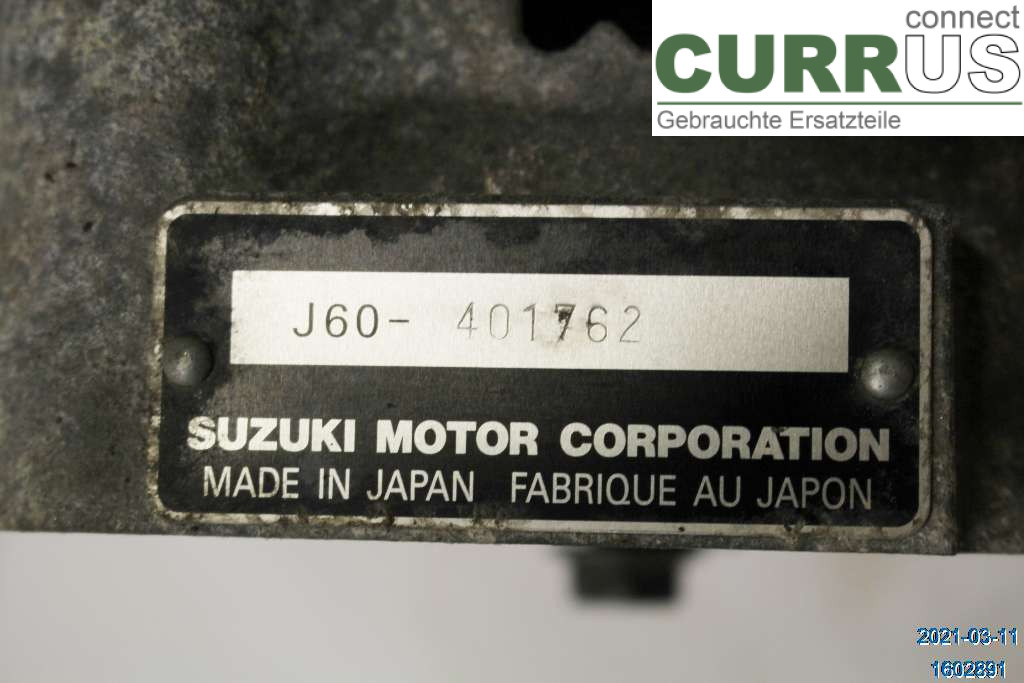 connect
CURRUS
Gebrauchte Ersatzteile
J60- 401762
SUZUKI MOTOR CORPORATION
MADE IN JAPAN FABRIQUE AU JAPON
2021-03-11
1602891